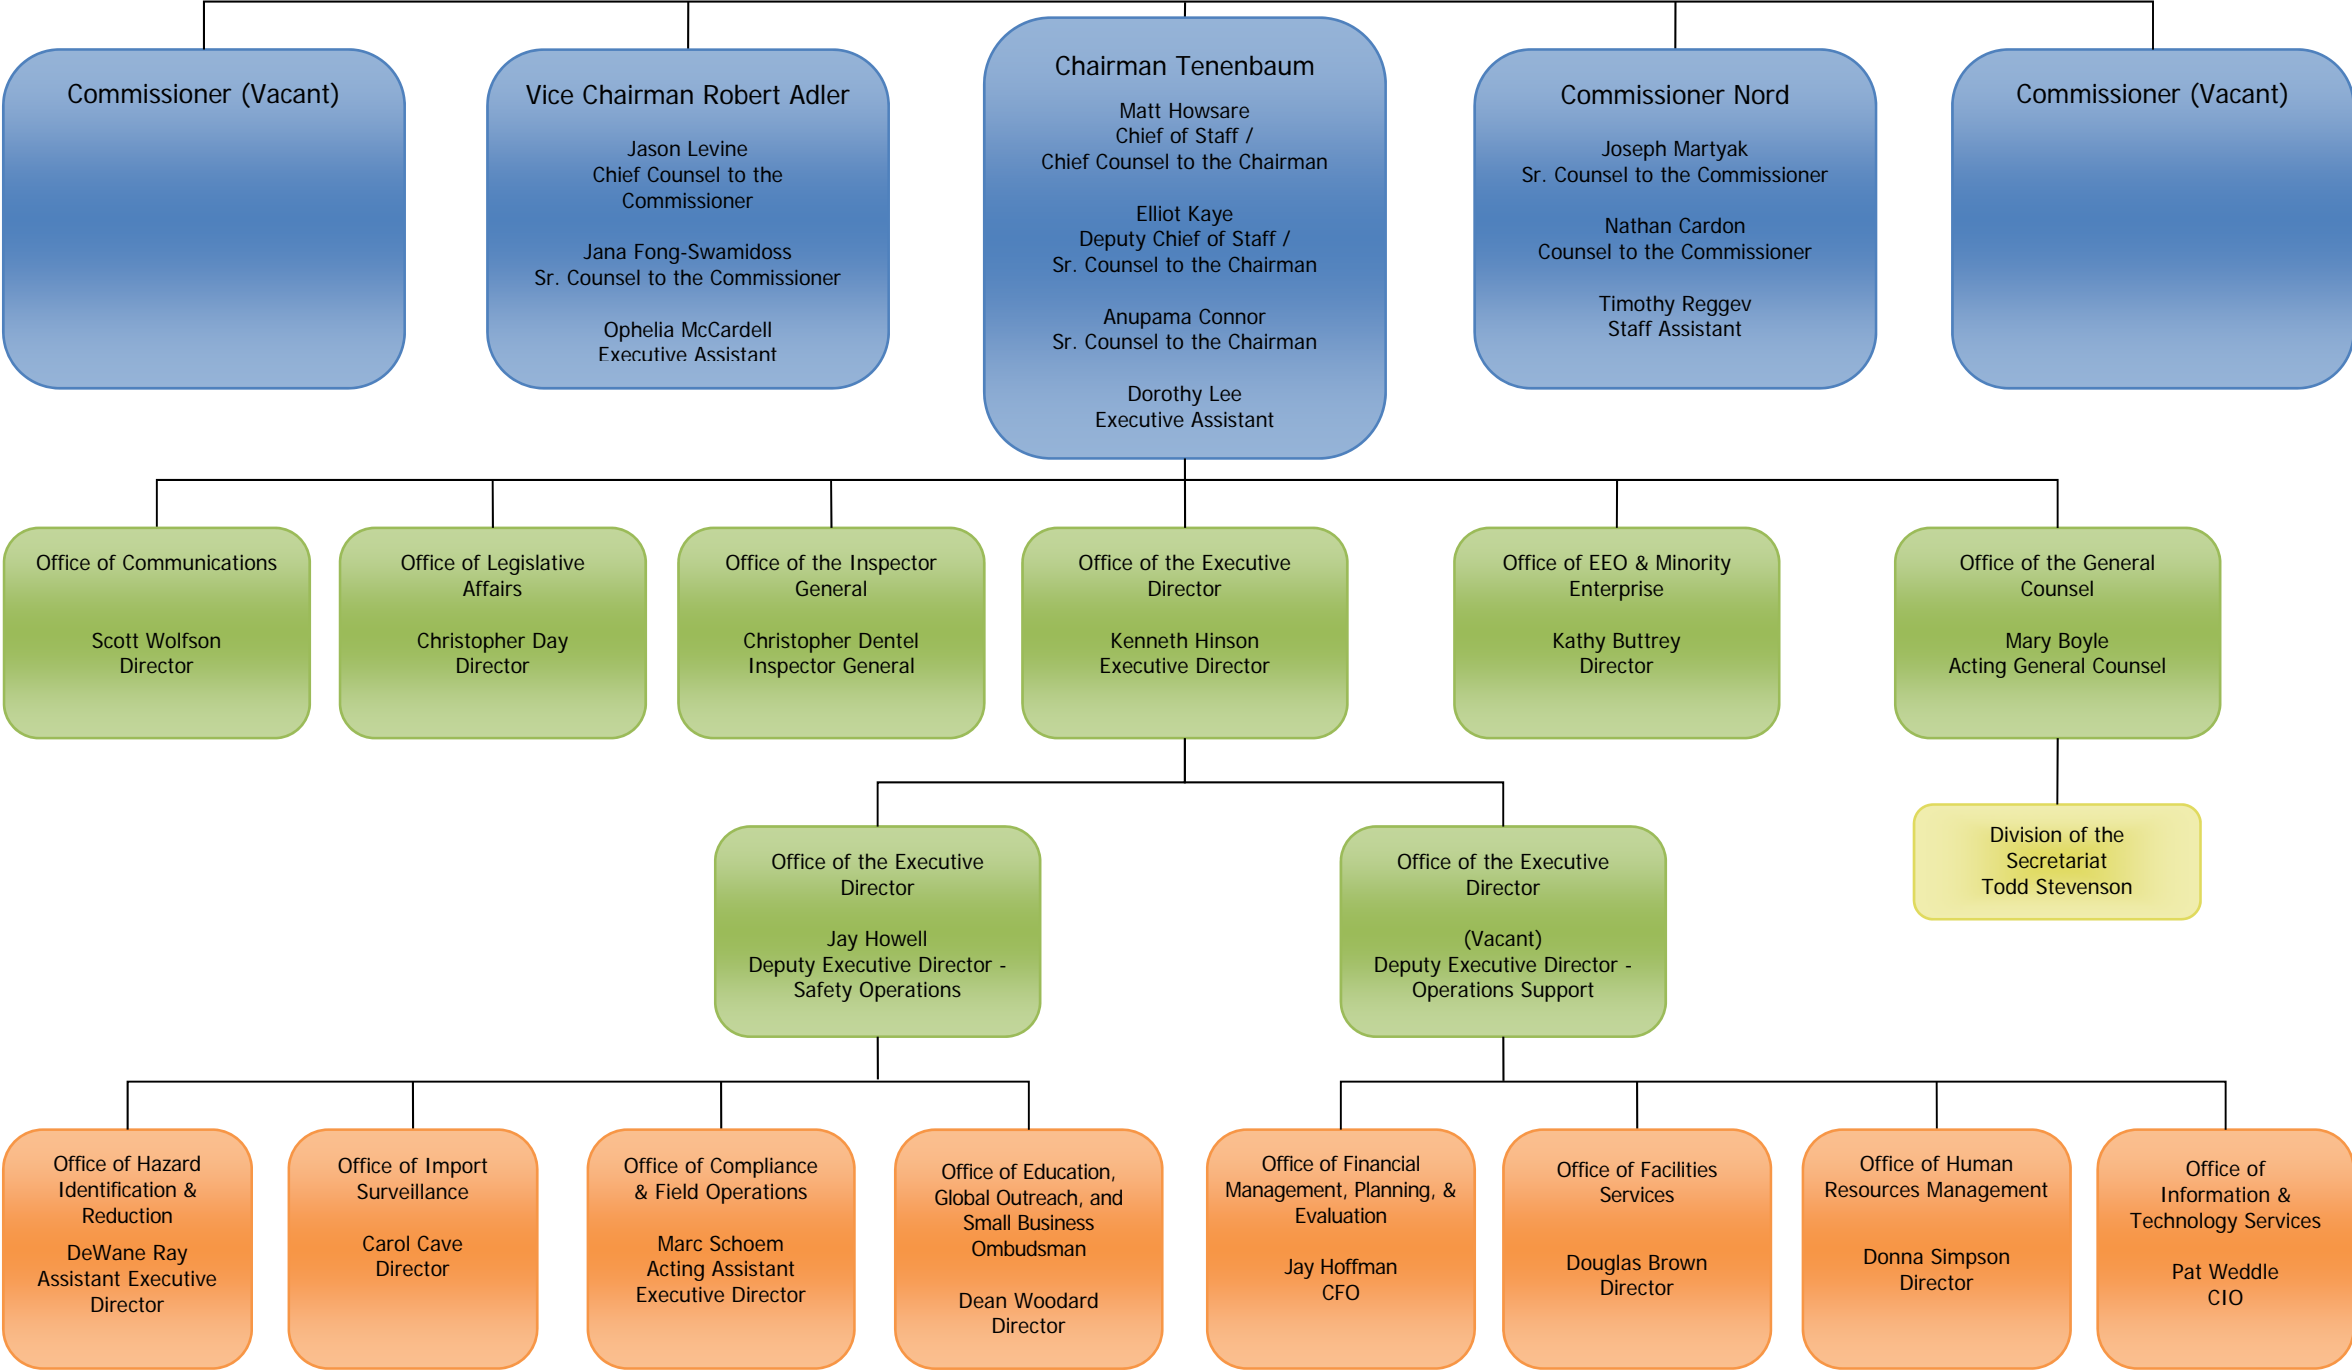 Commissioner (Vacant)
Vice Chairman Robert Adler
Jason Levine
Chief Counsel to the
Commissioner
Jana Fong-Swamidoss
Sr. Counsel to the Commissioner
Ophelia McCardell
Executive Assistant
Chairman Tenenbaum
Matt Howsare
Chief of Staff /
Chief Counsel to the Chairman
Elliot Kaye
Deputy Chief of Staff /
Sr. Counsel to the Chairman
Anupama Connor
Sr. Counsel to the Chairman
Dorothy Lee
Executive Assistant
Commissioner Nord
Joseph Martyak
Sr. Counsel to the Commissioner
Nathan Cardon
Counsel to the Commissioner
Timothy Reggev
Staff Assistant
Commissioner (Vacant)
Office of Communications
Scott Wolfson
Director
Office of Legislative
Affairs
Christopher Day
Director
Office of the Inspector
General
Christopher Dentel
Inspector General
Office of the Executive
Director
Kenneth Hinson
Executive Director
Office of EEO & Minority
Enterprise
Kathy Buttrey
Director
Office of the General
Counsel
Mary Boyle
Acting General Counsel
Office of the Executive
Director
Jay Howell
Deputy Executive Director -
Safety Operations
Office of the Executive
Director
(Vacant)
Deputy Executive Director -
Operations Support
Division of the
Secretariat
Todd Stevenson
Office of Hazard
Identification &
Reduction
DeWane Ray
Assistant Executive
Director
Office of Import
Surveillance
Carol Cave
Director
Office of Compliance
& Field Operations
Marc Schoem
Acting Assistant
Executive Director
Office of Education,
Global Outreach, and
Small Business
Ombudsman
Dean Woodard
Director
Office of Financial
Management, Planning, &
Evaluation
Jay Hoffman
CFO
Office of Facilities
Services
Douglas Brown
Director
Office of Human
Resources Management
Donna Simpson
Director
Office of
Information &
Technology Services
Pat Weddle
CIO